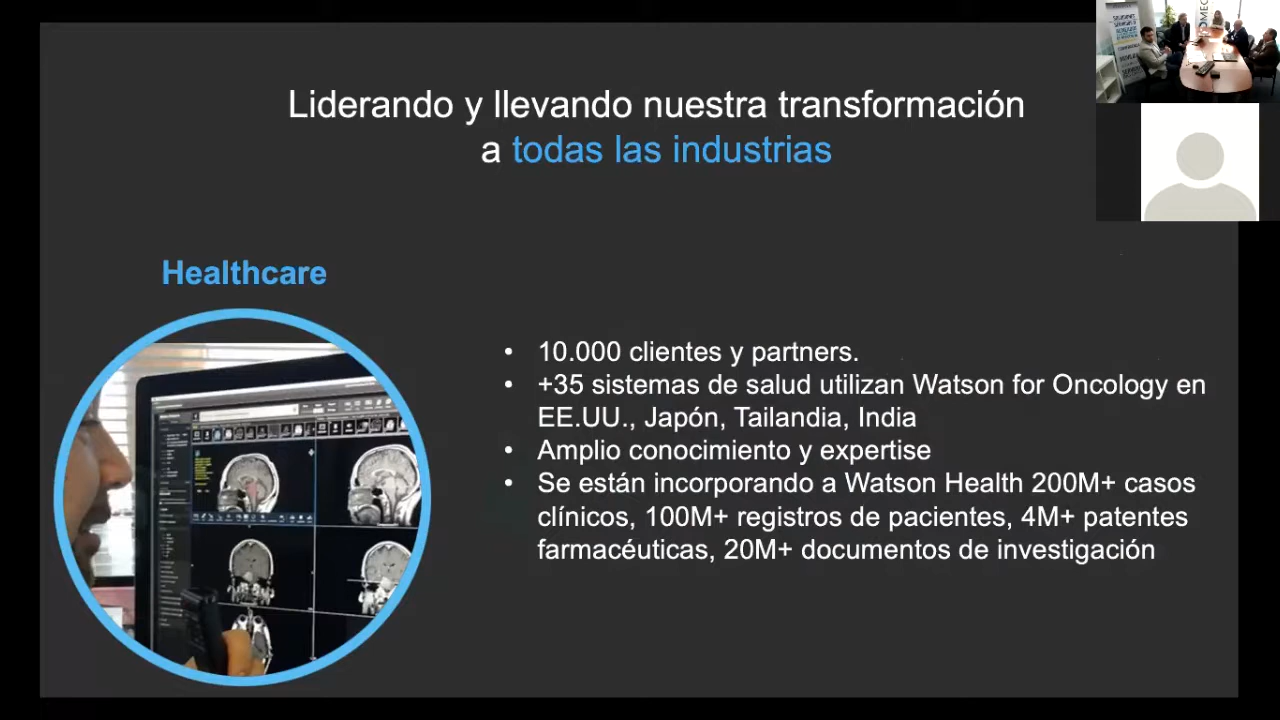 Liderando y llevando nuestra transformación
a todas las industrias
Healthcare
• 10.000 clientes y partners.
• +35 sistemas de salud utilizan Watson for Oncology en
EE.UU., Japón, Tailandia, India
• Amplio conocimiento y expertise
• Se están incorporando a Watson Health 200M+ casos
clínicos, 100M+ registros de pacientes, 4M+ patentes
farmacéuticas, 20M+ documentos de investigación